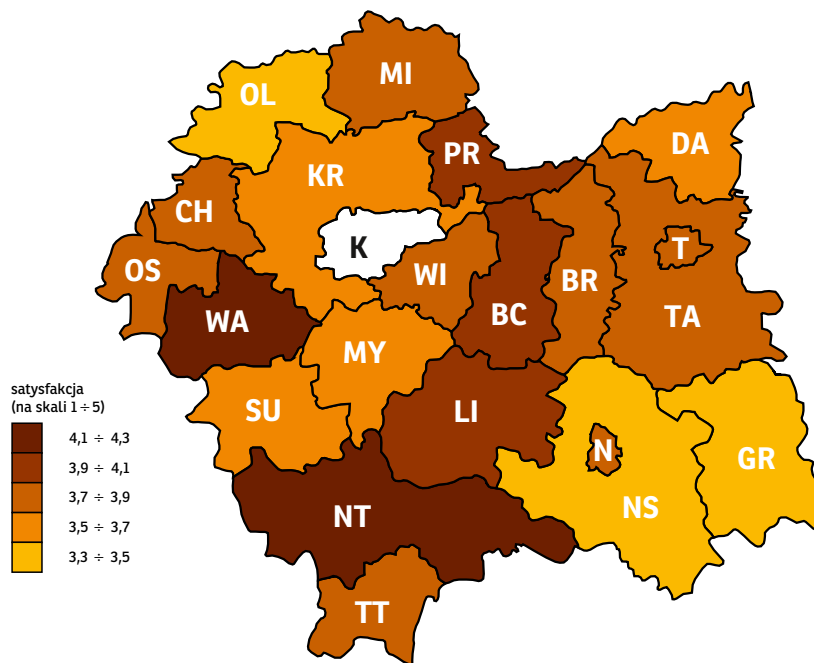 MI
OL
PR
DA
KR
CH
K
T
OS
WI
BR
WA
BC
TA
MY
satysfakcja
(na skali 1 ÷ 5)
SU
LI
4,1 ÷ 4,3
3,9 ÷ 4,1
N
GR
3,7 ÷ 3,9
NT
NS
3,5 ÷ 3,7
3,3 ÷ 3,5
TT